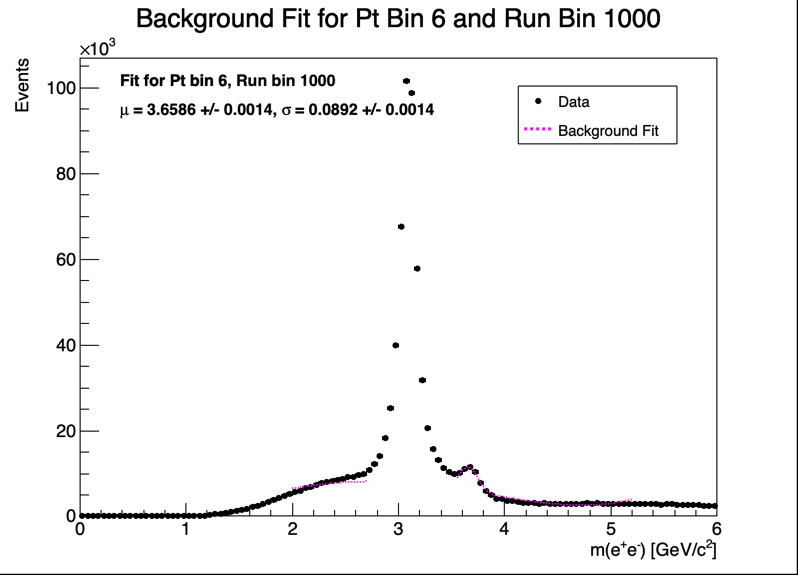 Background Fit for Pt Bin 6 and Run Bin 1000
×10³
Events
Fit for Pt bin 6, Run bin 1000
μ = 3.6586 +/- 0.0014, σ = 0.0892 +/- 0.0014
Data
Background Fit
100
80
60
40
20
0
0 1 2 3 4 5 6
m(e⁺e⁻) [GeV/c²]